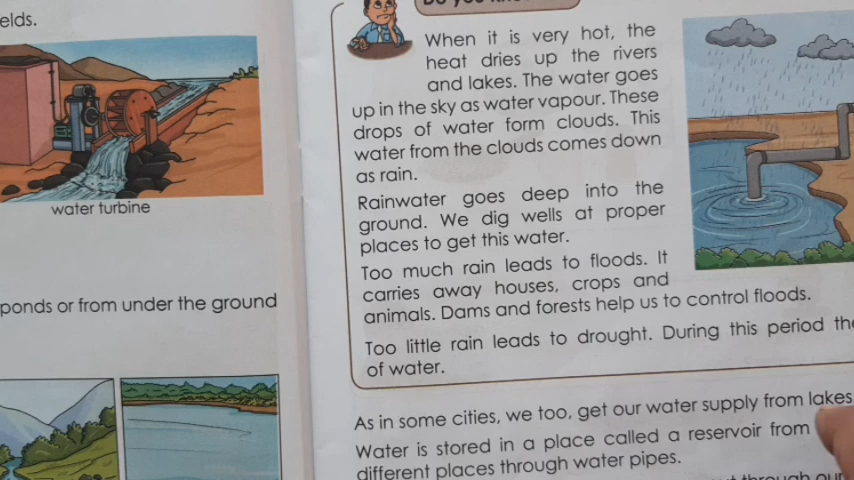 elds.
water turbine
ponds or from under the ground
Do you kno
When it is very hot, the
heat dries up the rivers
and lakes. The water goes
up in the sky as water vapour. These
drops of water form clouds. This
water from the clouds comes down
as rain.
Rainwater goes deep into the
ground. We dig wells at proper
places to get this water.
Too much rain leads to floods. It
carries away houses, crops and
animals. Dams and forests help us to control floods.
Too little rain leads to drought. During this period the
of water.
As in some cities, we too, get our water supply from lakes
Water is stored in a place called a reservoir from
different places through water pipes.
through our